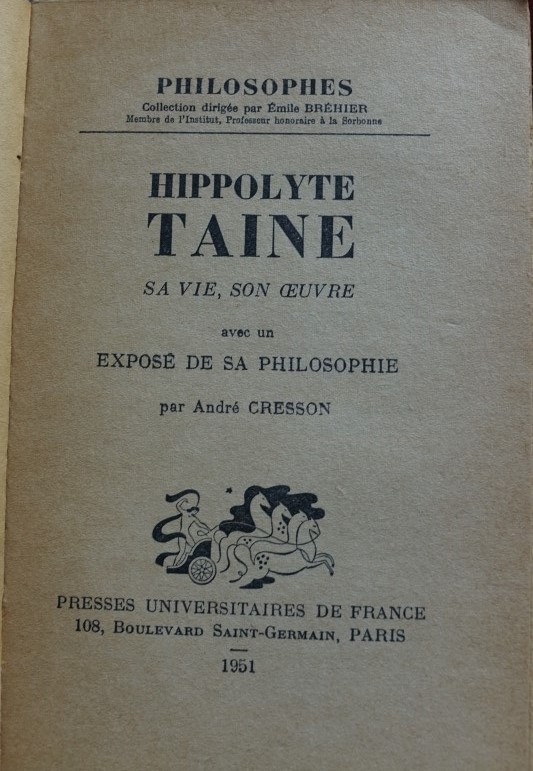 PHILOSOPHES
Collection dirigée par Émile BRÉHIER
Membre de l'Institut, Professeur honoraire à la Sorbonne
HIPPOLYTE
TAINE
SA VIE, SON ŒUVRE
avec un
EXPOSÉ DE SA PHILOSOPHIE
par André CRESSON
PRESSES UNIVERSITAIRES DE FRANCE
108, BOULEVARD SAINT-GERMAIN, PARIS
1951